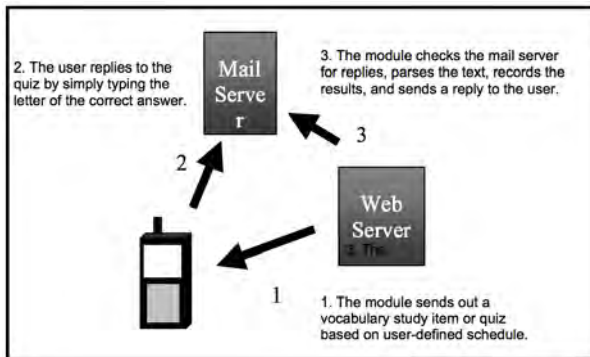 2. The user replies to the
quiz by simply typing the
letter of the correct answer.
Mail
Serve
r
3. The module checks the mail server
for replies, parses the text, records the
results, and sends a reply to the user.
3
2
Web
Server
3. The
1
1. The module sends out a
vocabulary study item or quiz
based on user-defined schedule.